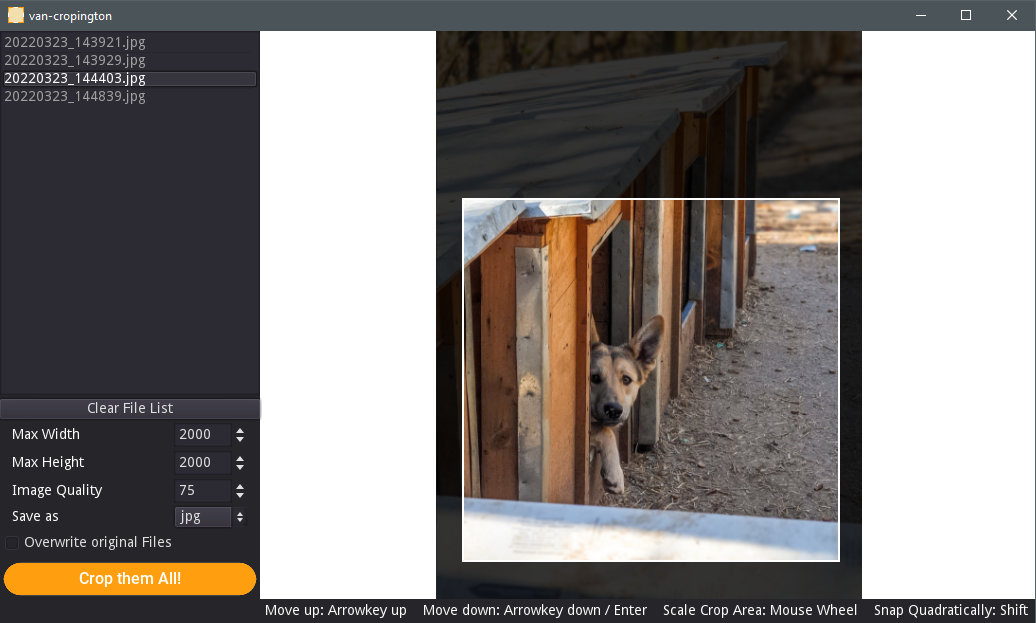 van-cropington
20220323_143921.jpg
20220323_143929.jpg
20220323_144403.jpg
20220323_144839.jpg
Clear File List
Max Width 2000
Max Height 2000
Image Quality 75
Save as jpg
Overwrite original Files
Crop them All!
Move up: Arrowkey up Move down: Arrowkey down / Enter Scale Crop Area: Mouse Wheel Snap Quadratically: Shift